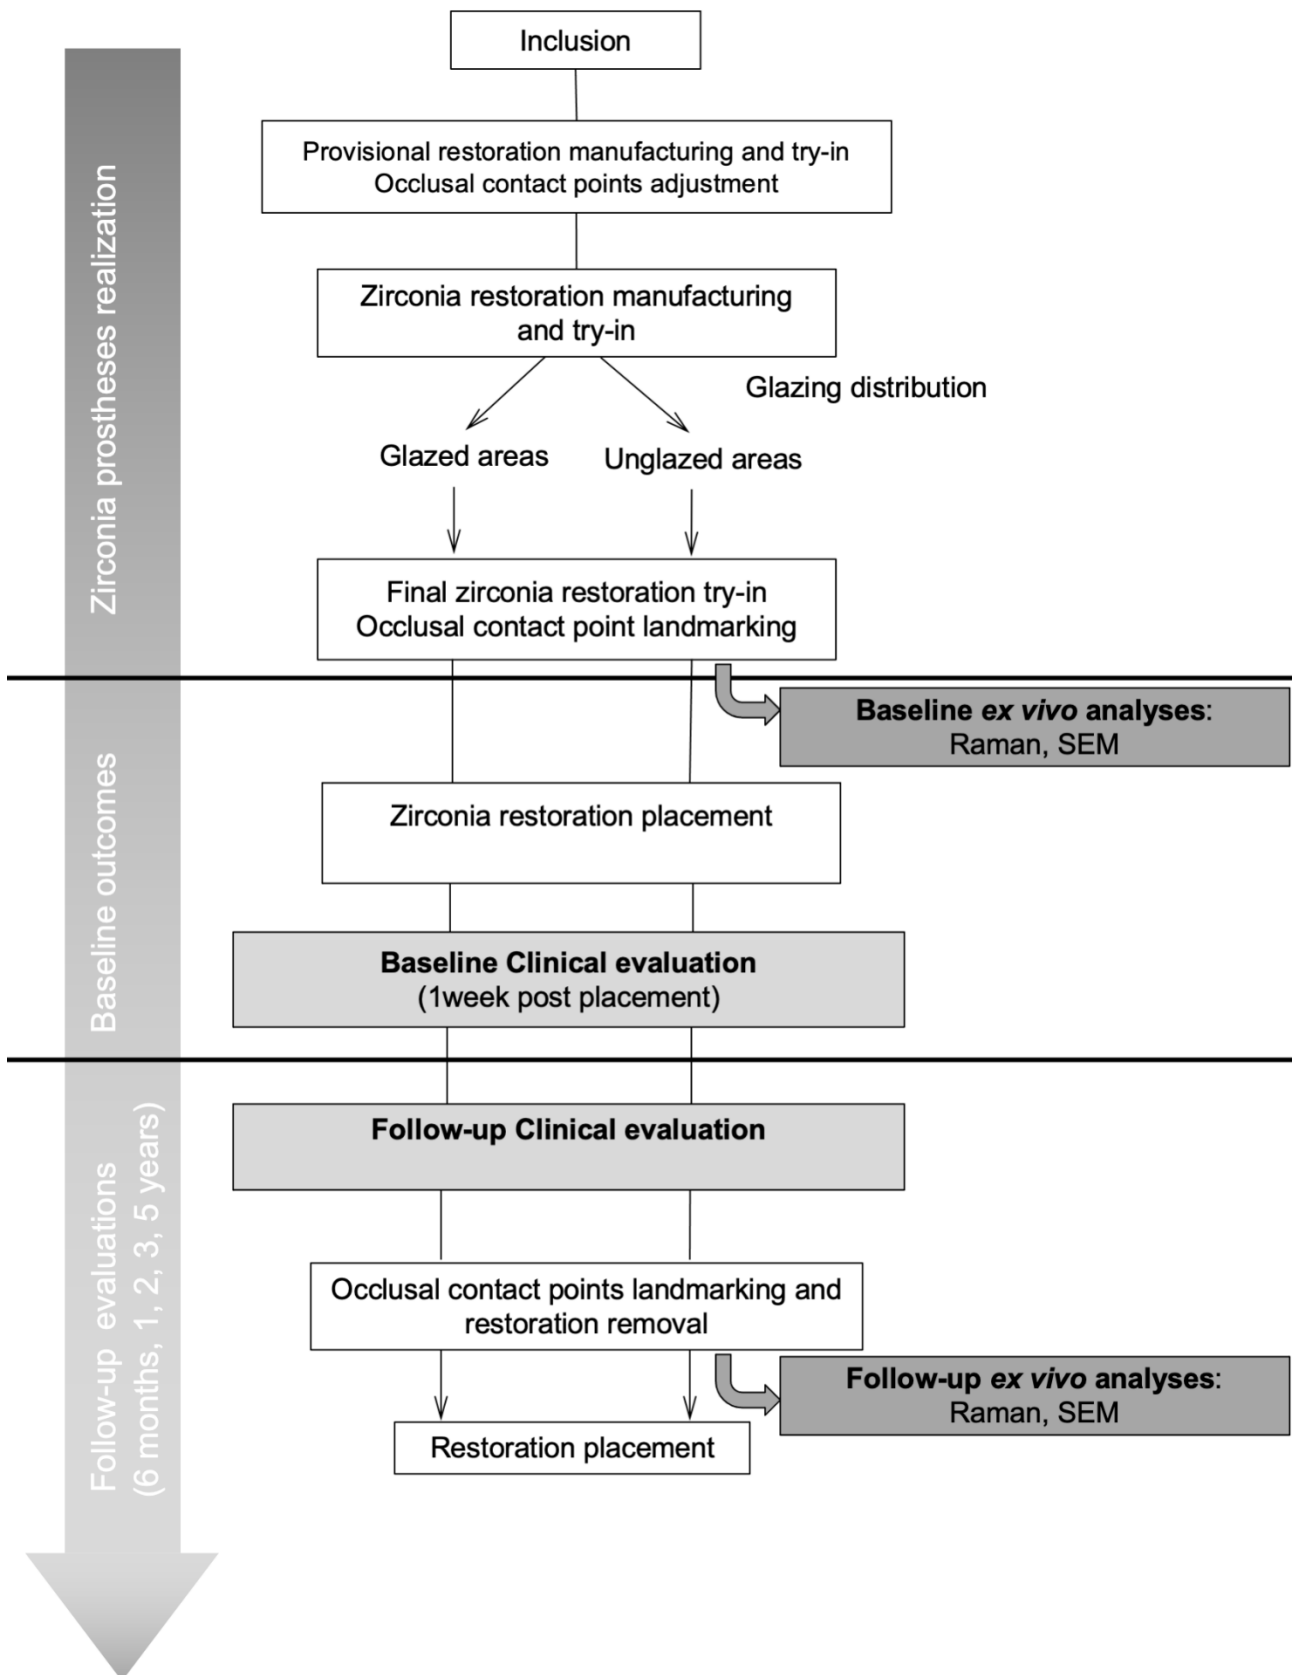 Inclusion
Provisional restoration manufacturing and try-in
Occlusal contact points adjustment
Zirconia restoration manufacturing
and try-in
Glazing distribution
Glazed areas
Unglazed areas
Final zirconia restoration try-in
Occlusal contact point landmarking
Zirconia prostheses realization
Baseline ex vivo analyses:
Raman, SEM
Zirconia restoration placement
Baseline Clinical evaluation
(1week post placement)
Baseline outcomes
Follow-up Clinical evaluation
Occlusal contact points landmarking and
restoration removal
Follow-up ex vivo analyses:
Raman, SEM
Restoration placement
Follow-up evaluations
(6 months, 1, 2, 3, 5 years)